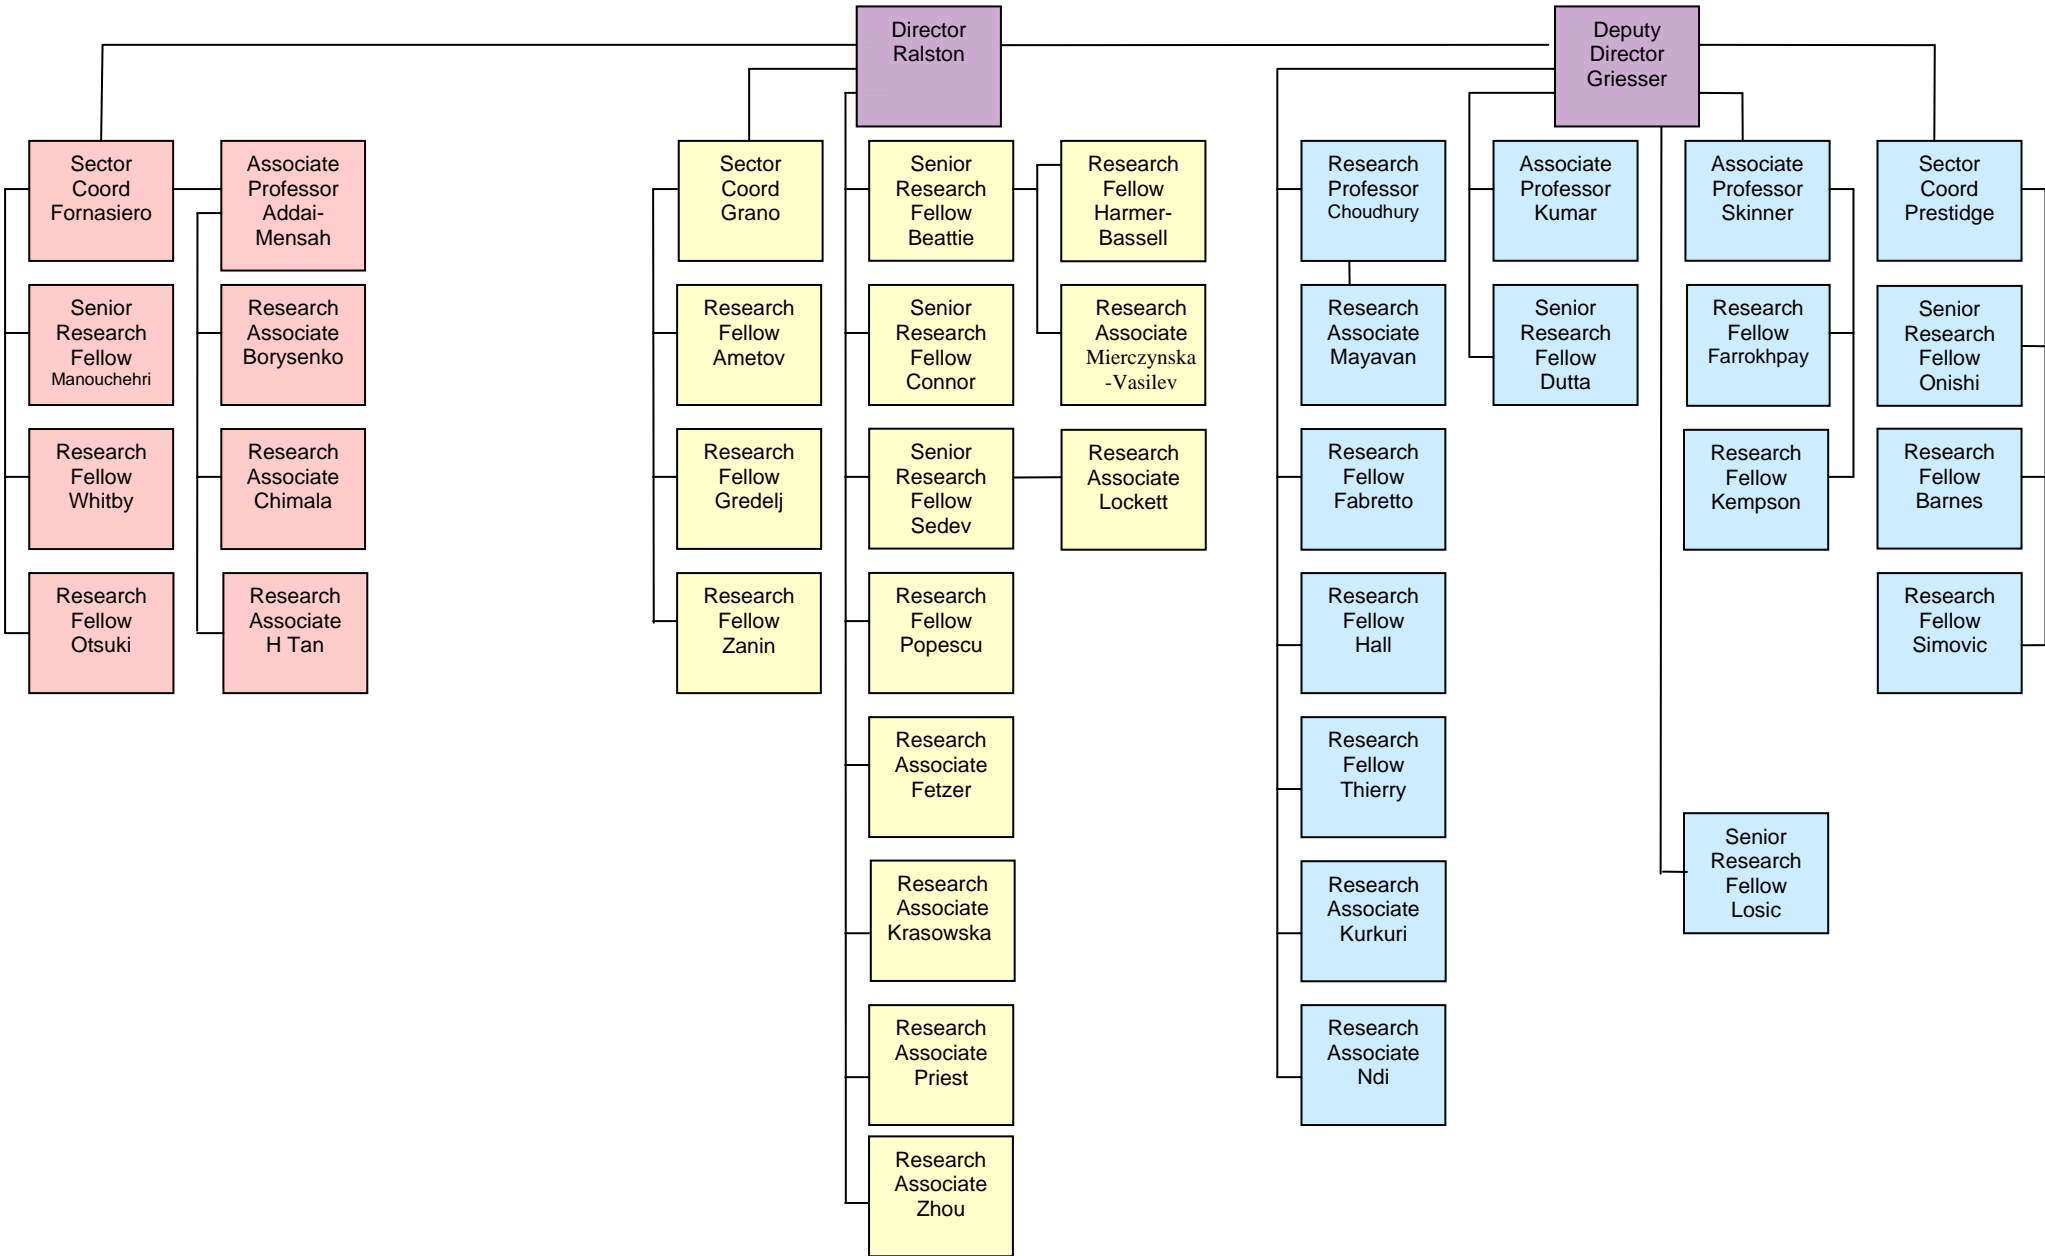 Director
Ralston
Deputy
Director
Griesser
Sector
Coord
Fornasiero
Associate
Professor
Addai-
Mensah
Sector
Coord
Grano
Senior
Research
Fellow
Beattie
Research
Fellow
Harmer-
Bassell
Research
Professor
Choudhury
Associate
Professor
Kumar
Associate
Professor
Skinner
Sector
Coord
Prestidge
Senior
Research
Fellow
Manouchehri
Research
Associate
Borysenko
Research
Fellow
Ametov
Senior
Research
Fellow
Connor
Research
Associate
Mierczynska
-Vasilev
Research
Associate
Mayavan
Senior
Research
Fellow
Dutta
Research
Fellow
Farrokhpay
Senior
Research
Fellow
Onishi
Research
Fellow
Whitby
Research
Associate
Chimala
Research
Fellow
Gredelj
Senior
Research
Fellow
Sedev
Research
Associate
Lockett
Research
Fellow
Fabretto
Research
Fellow
Kempson
Research
Fellow
Barnes
Research
Fellow
Otsuki
Research
Associate
H Tan
Research
Fellow
Zanin
Research
Fellow
Popescu
Research
Fellow
Hall
Research
Fellow
Simovic
Research
Associate
Fetzer
Research
Fellow
Thierry
Senior
Research
Fellow
Losic
Research
Associate
Krasowska
Research
Associate
Kurkuri
Research
Associate
Priest
Research
Associate
Ndi
Research
Associate
Zhou